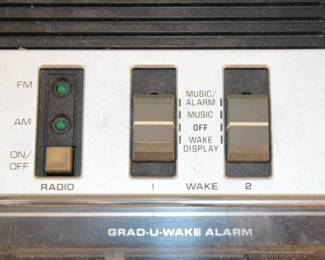 FM
AM
ON/
OFF
RADIO
MUSIC/
ALARM
MUSIC
OFF
WAKE
DISPLAY
1 WAKE 2
GRAD-U-WAKE ALARM